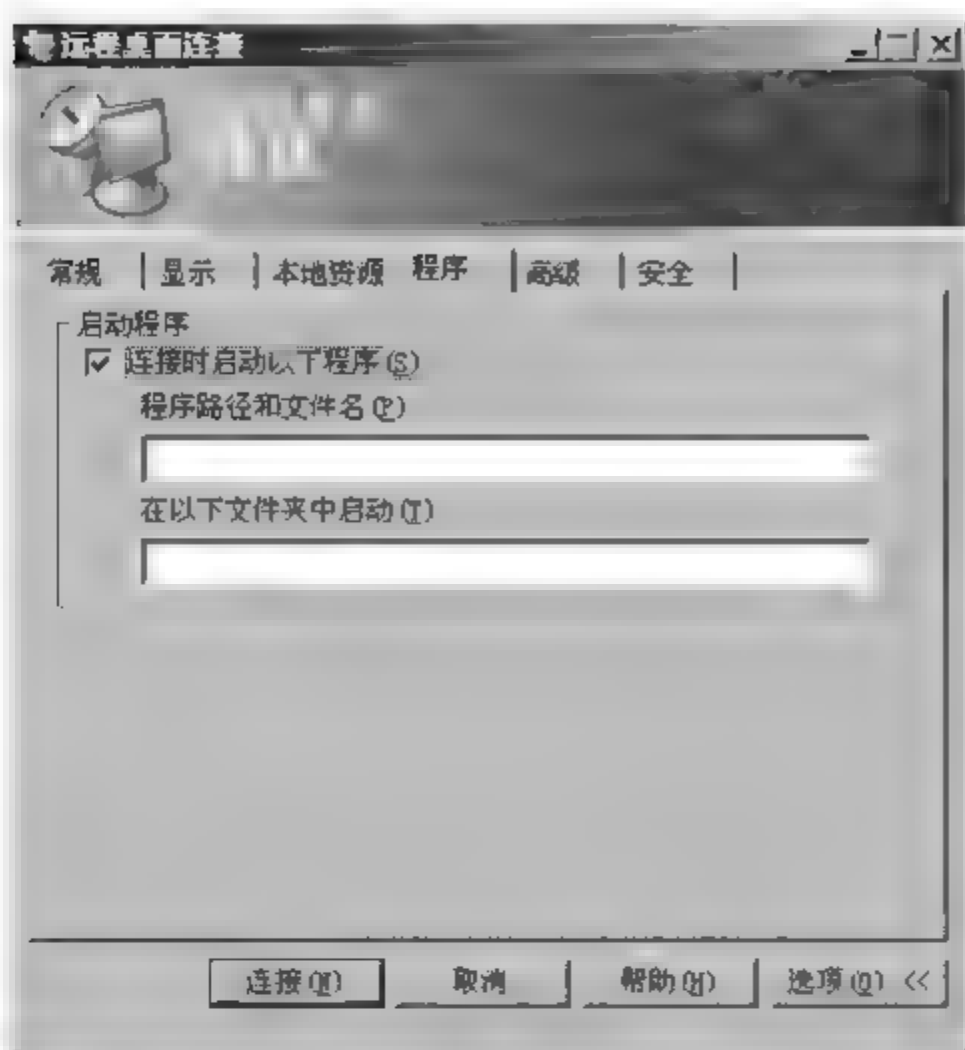 远程桌面连接
常规 显示 本地资源 程序 高级 安全
启动程序
连接时启动以下程序(S)
程序路径和文件名(P)
在以下文件夹中启动(T)
连接(N) 取消 帮助(H) 选项(O) <<